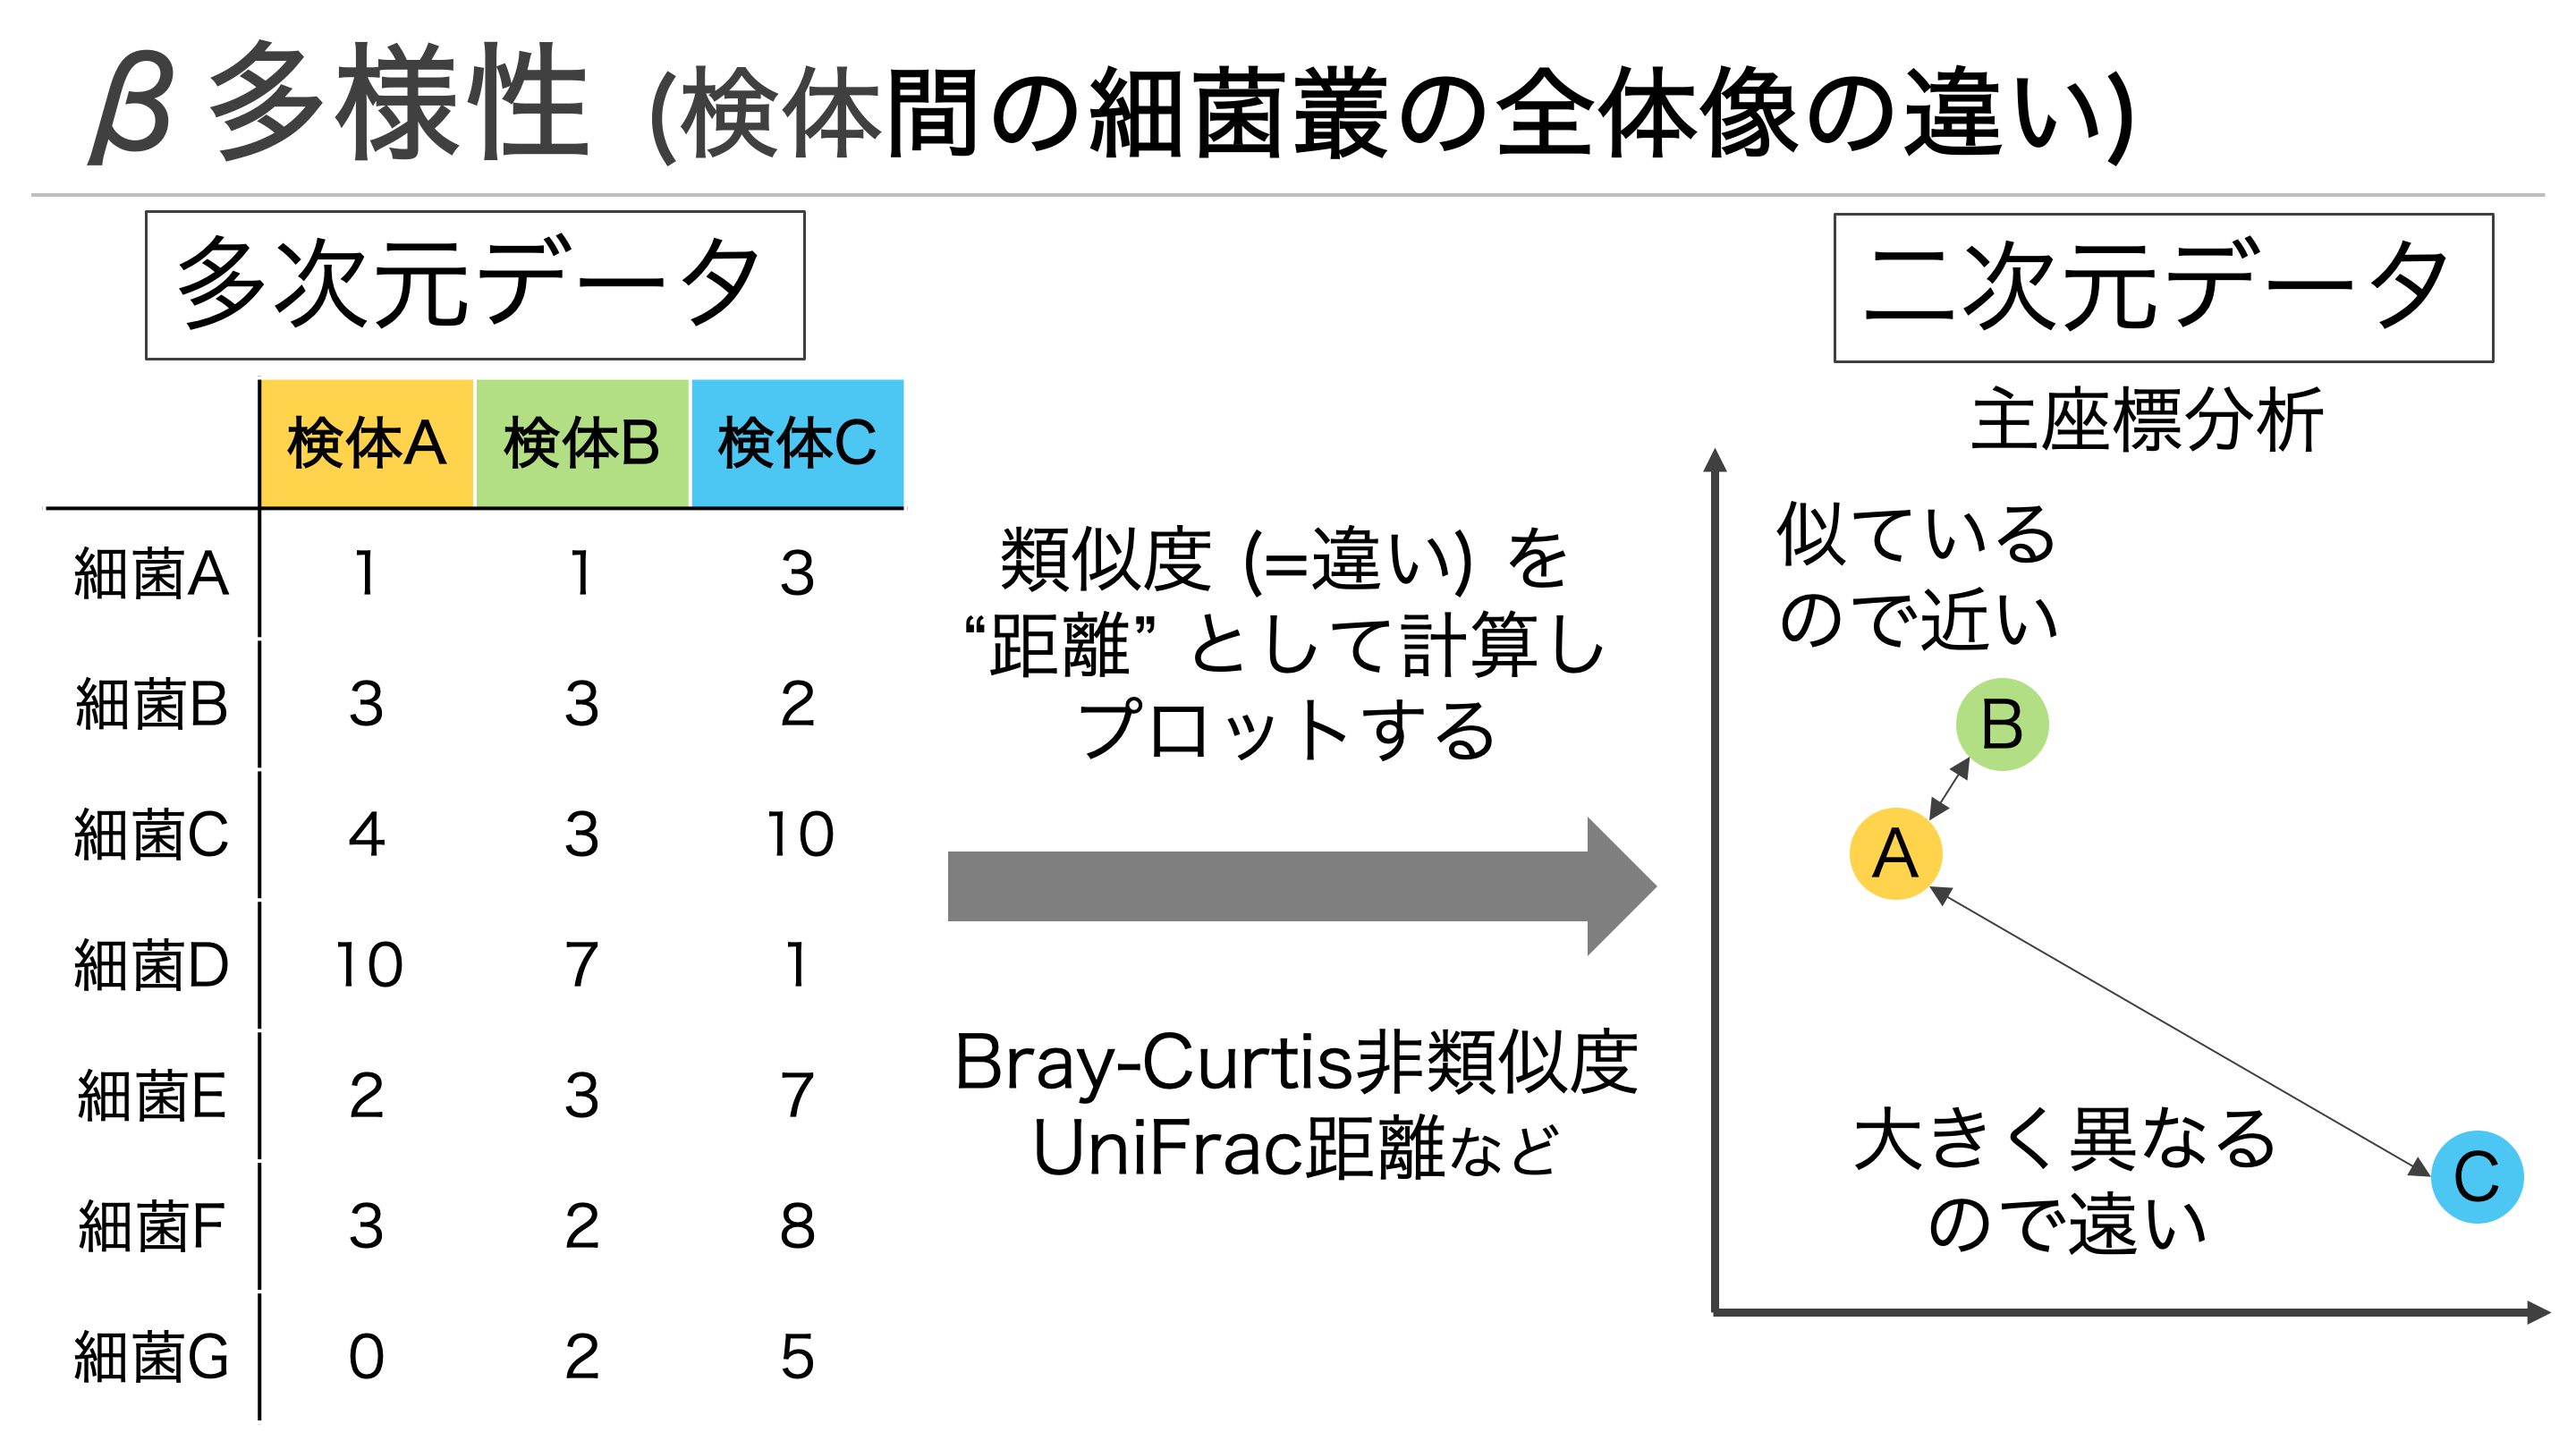 β多様性 (検体間の細菌叢の全体像の違い)
多次元データ
検体A 検体B 検体C
細菌A 1 1 3
細菌B 3 3 2
細菌C 4 3 10
細菌D 10 7 1
細菌E 2 3 7
細菌F 3 2 8
細菌G 0 2 5
類似度 (=違い) を
“距離” として計算し
プロットする
Bray-Curtis非類似度
UniFrac距離など
二次元データ
主座標分析
似ている
ので近い
B
A
大きく異なる
ので遠い
C